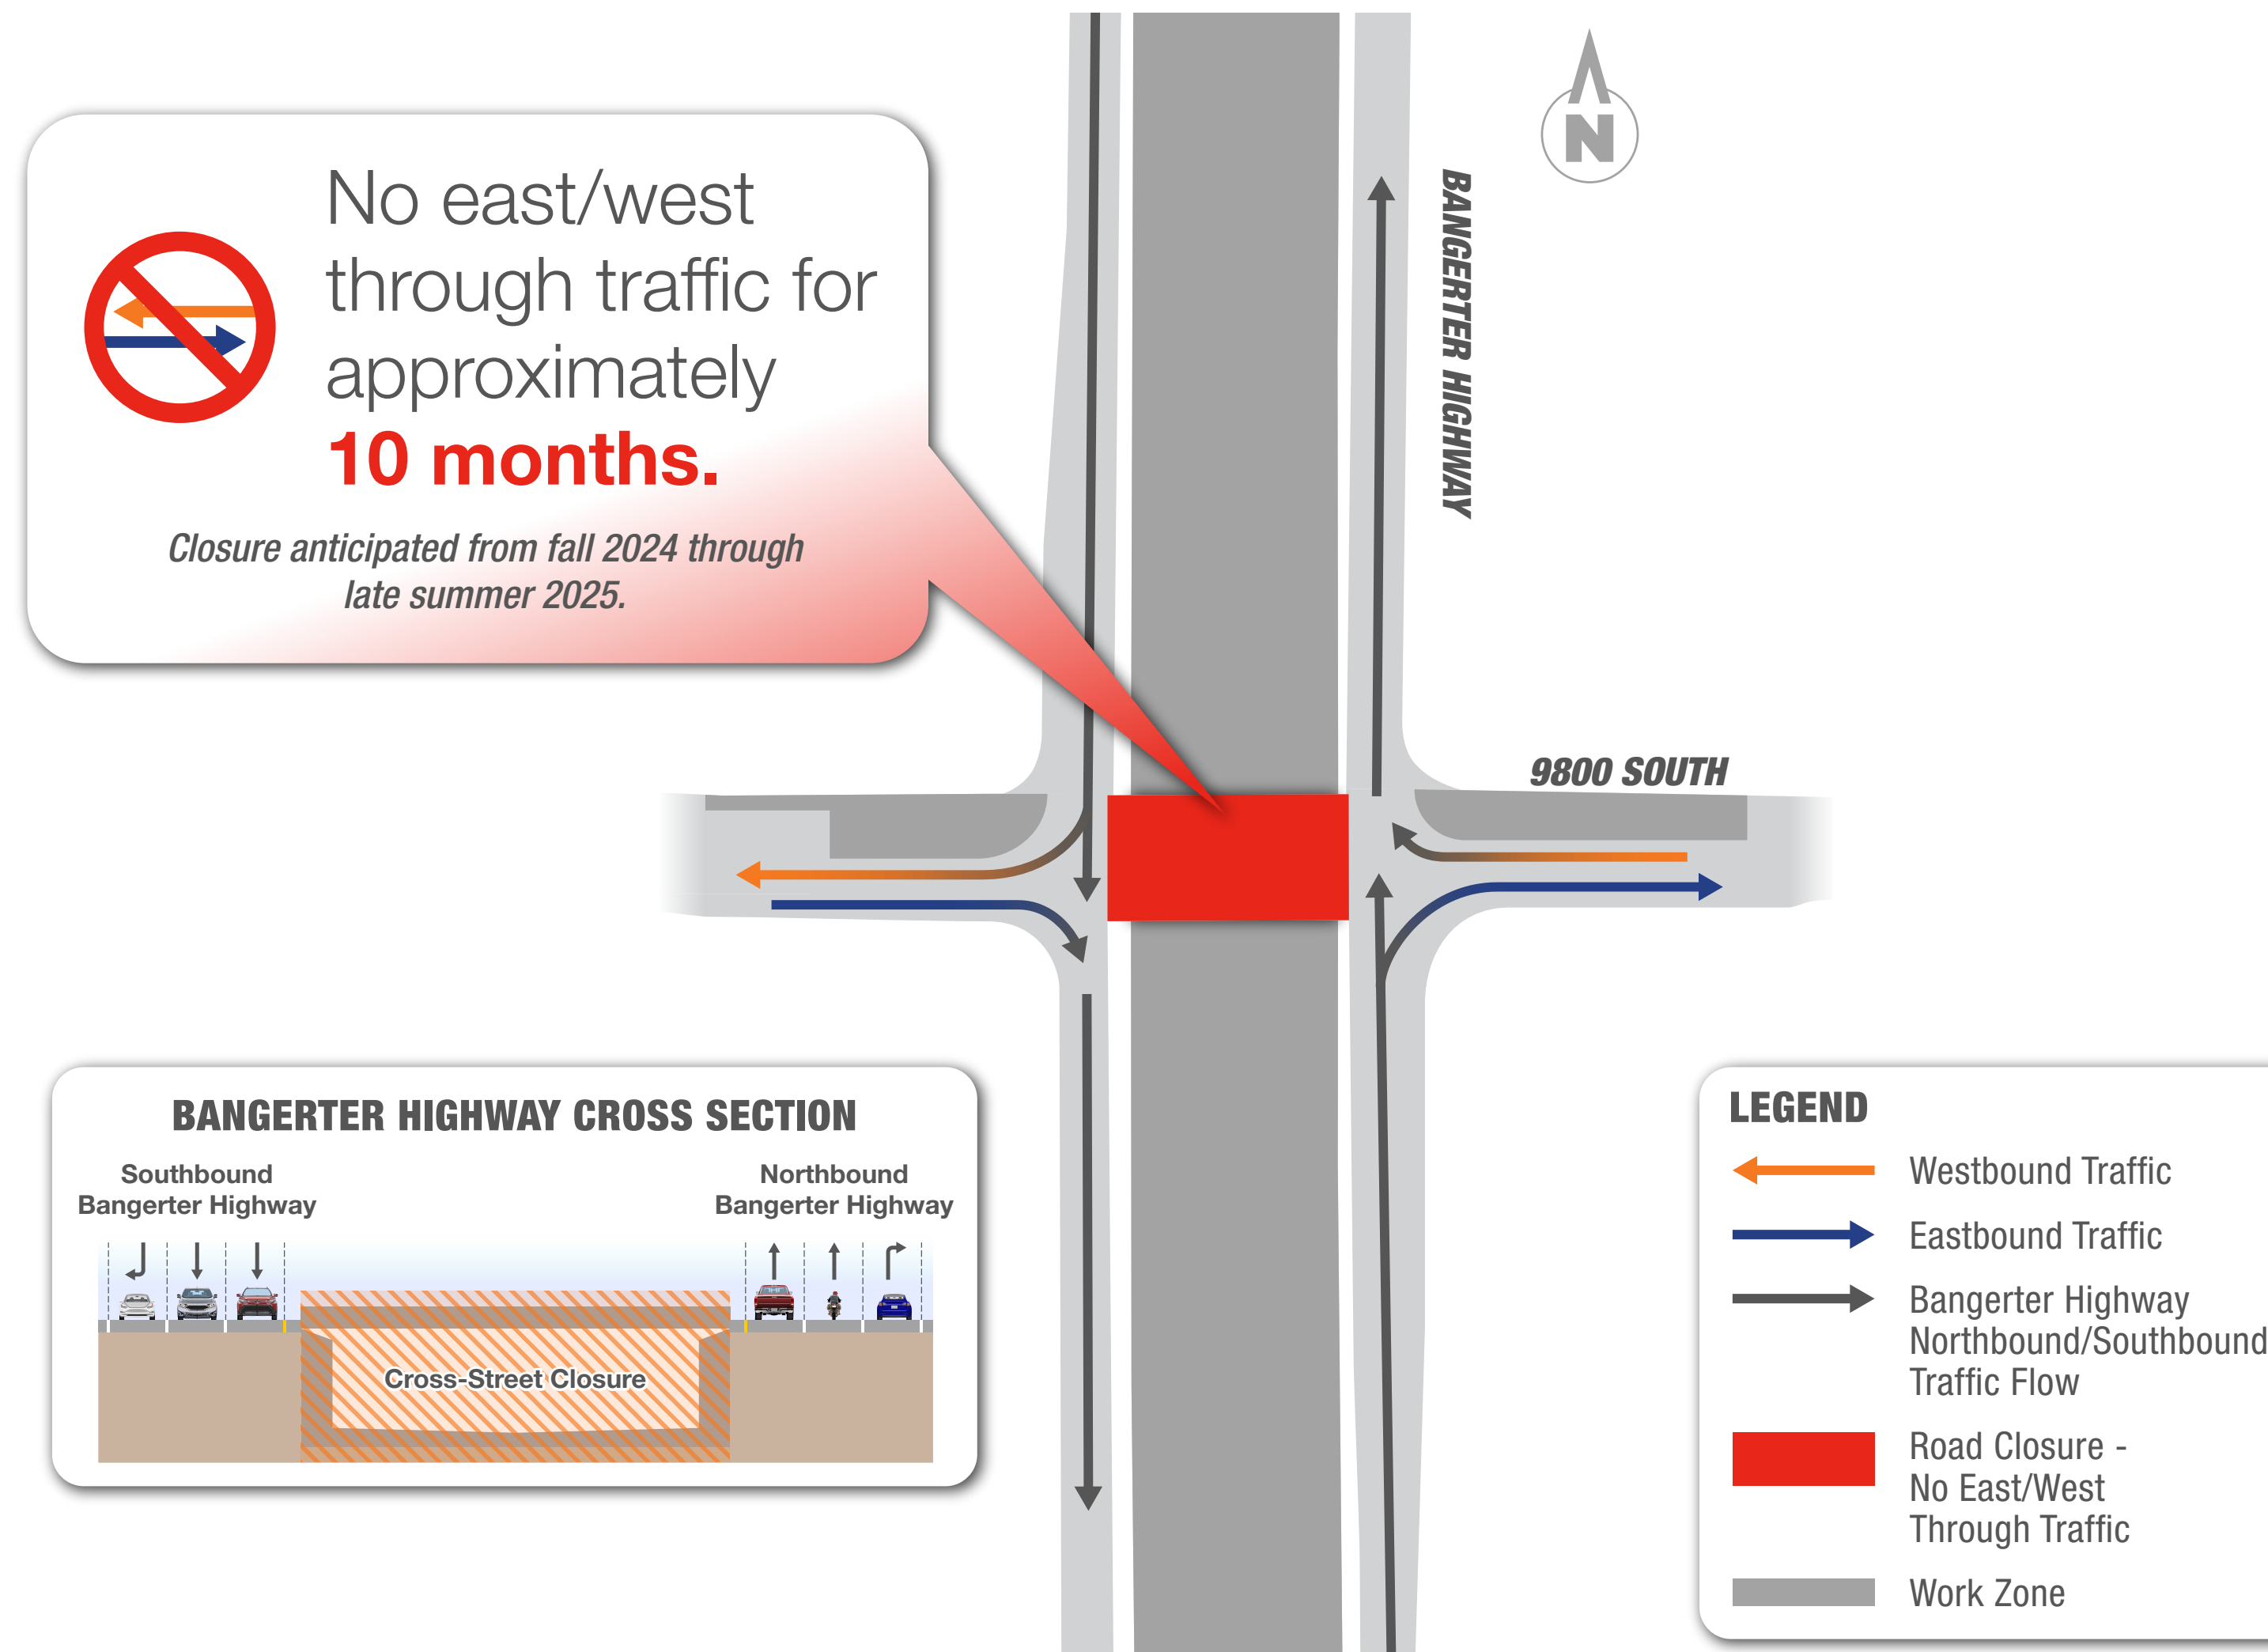 N
No east/west
through traffic for
approximately
10 months.
Closure anticipated from fall 2024 through
late summer 2025.
BANGERTER HIGHWAY
9800 SOUTH
BANGERTER HIGHWAY CROSS SECTION
Southbound
Bangerter Highway
Northbound
Bangerter Highway
Cross-Street Closure
LEGEND
Westbound Traffic
Eastbound Traffic
Bangerter Highway
Northbound/Southbound
Traffic Flow
Road Closure -
No East/West
Through Traffic
Work Zone